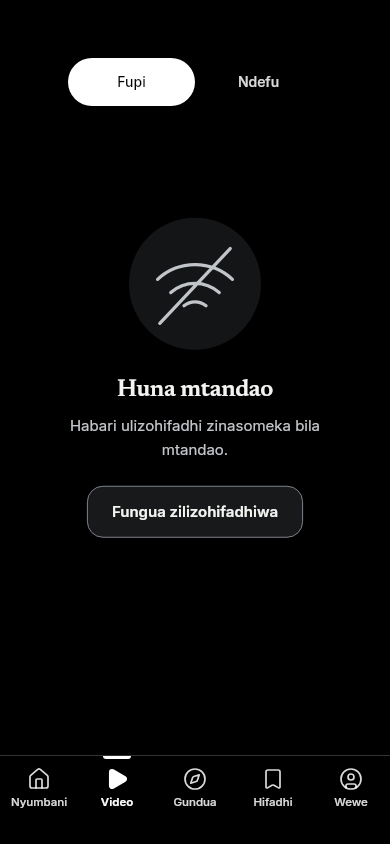 Fupi
Ndefu
Huna mtandao
Habari ulizohifadhi zinasomeka bila
mtandao.
Fungua zilizohifadhiwa
Nyumbani
Video
Gundua
Hifadhi
Wewe